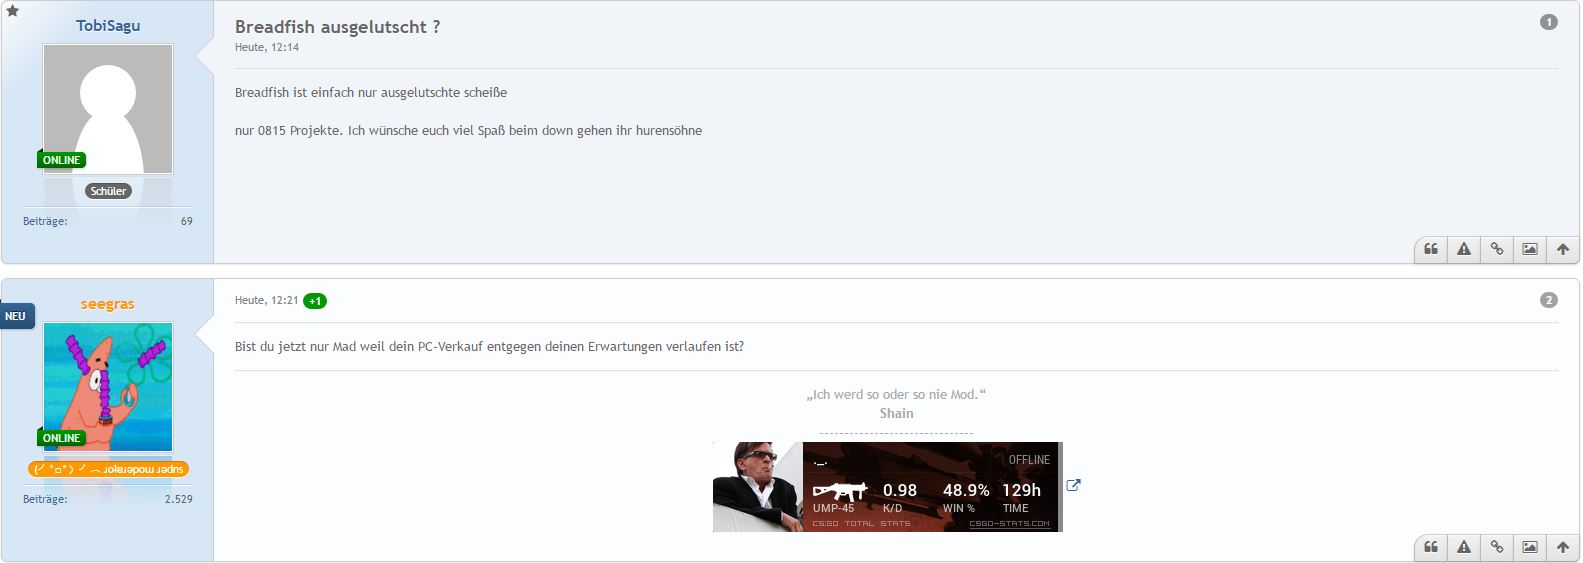 TobiSagu
ONLINE
Schüler
Beiträge: 69
Breadfish ausgelutscht ?
1
Heute, 12:14
Breadfish ist einfach nur ausgelutschte scheiße
nur 0815 Projekte. Ich wünsche euch viel Spaß beim down gehen ihr hurensöhne
NEU
seegras
ONLINE
(╯°□°）╯︵ ɹoʇɐɹǝpoɯ ɹǝdns
Beiträge: 2.529
Heute, 12:21 +1
2
Bist du jetzt nur Mad weil dein PC-Verkauf entgegen deinen Erwartungen verlaufen ist?
„Ich werd so oder so nie Mod.“
Shain
._. OFFLINE
0.98 48.9% 129h
UMP-45 K/D WIN % TIME
CS:GO TOTAL STATS CSGO-STATS.COM